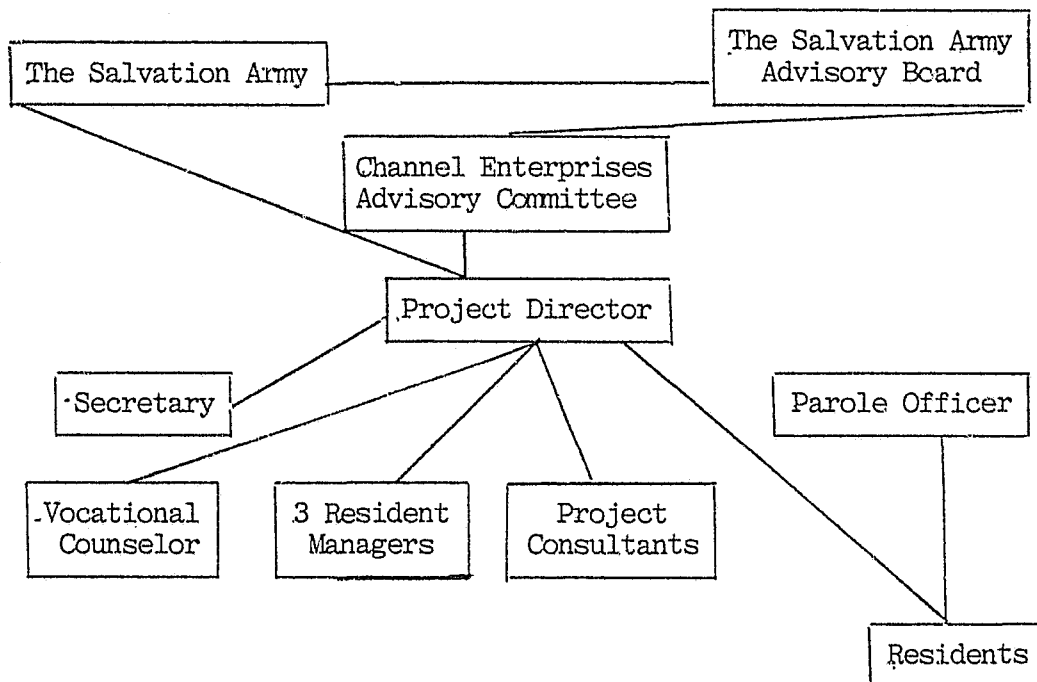 The Salvation Army
The Salvation Army
Advisory Board
Channel Enterprises
Advisory Committee
Project Director
Secretary
Parole Officer
Vocational
Counselor
3 Resident
Managers
Project
Consultants
Residents